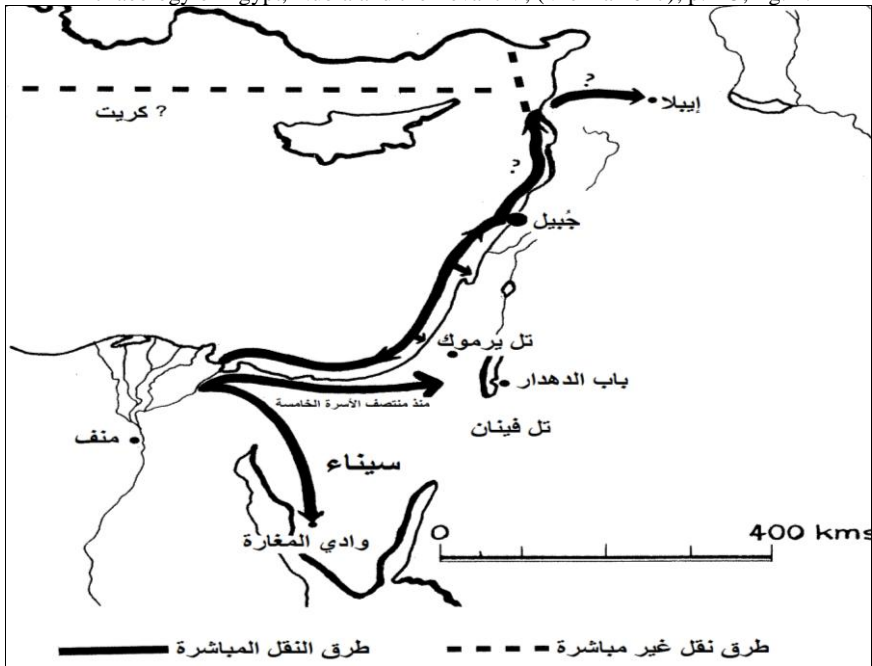 ? كريت
?
إيبلا
?
جُبيل
تل يرموك
باب الدهدار
منذ منتصف الأسرة الخامسة
تل فينان
منف
سيناء
وادي المغارة
0
400 kms
طرق النقل المباشرة
طرق نقل غير مباشرة